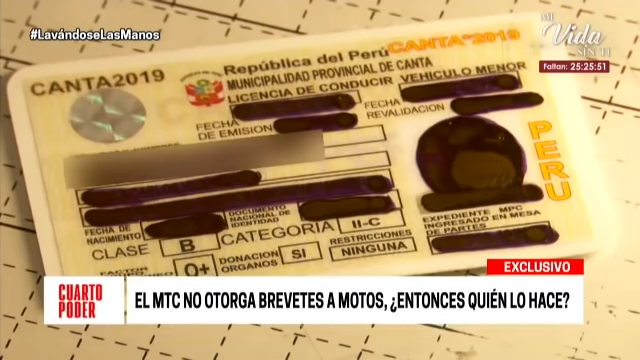 #LavándoseLasManos
MI
Vida
SIN TI
Faltan: 25:25:51
CANTA2019
República del Perú
CANTA-2019
MUNICIPALIDAD PROVINCIAL DE CANTA
LICENCIA DE CONDUCIR VEHICULO MENOR
FECHA
DE EMISION
FECHA
REVALIDACION
PERU
FECHA DE
NACIMIENTO
DOCUMENTO
NACIONAL DE
IDENTIDAD
EXPEDIENTE MPC
INGRESADO EN MESA
DE PARTES
CLASE B CATEGORIA II-C
RESTRICCIONES
NINGUNA
FACTOR
O+
DONACION
ORGANOS SI
EXCLUSIVO
CUARTO
PODER
EL MTC NO OTORGA BREVETES A MOTOS, ¿ENTONCES QUIÉN LO HACE?